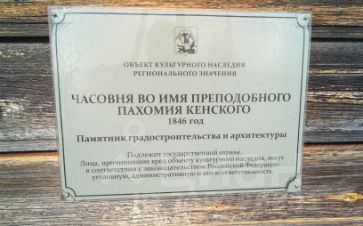 ОБЪЕКТ КУЛЬТУРНОГО НАСЛЕДИЯ
РЕГИОНАЛЬНОГО ЗНАЧЕНИЯ
ЧАСОВНЯ ВО ИМЯ ПРЕПОДОБНОГО
ПАХОМИЯ КЕНСКОГО
1846 год
Памятник градостроительства и архитектуры
Подлежит государственной охране.
Лица, причинившие вред объекту культурного наследия, несут
в соответствии с законодательством Российской Федерации
уголовную, административную и иную ответственность.